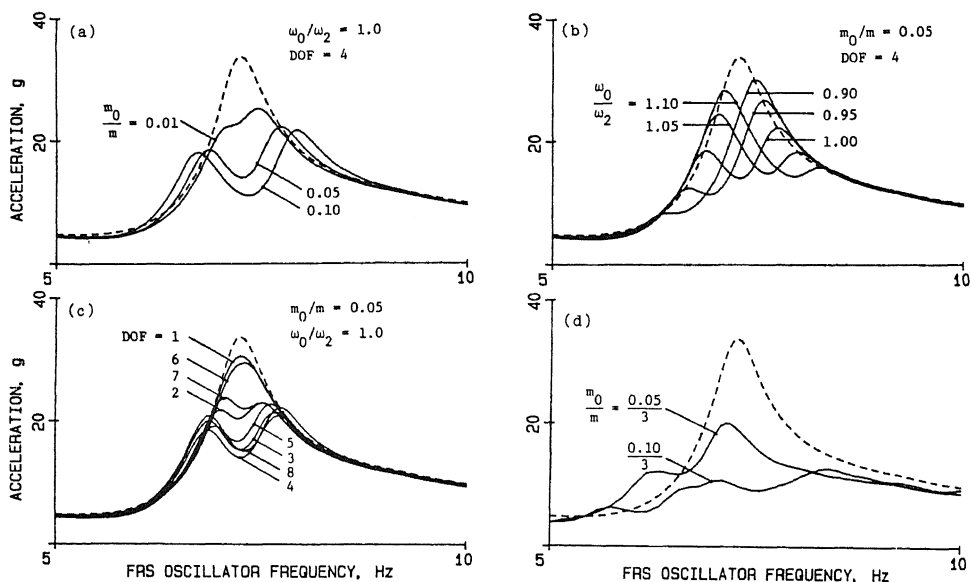 40
(a)
ω₀/ω₂ = 1.0
DOF = 4
ACCELERATION, g
20
m₀/m = 0.01
0.05
0.10
5
10
40
(b)
m₀/m = 0.05
DOF = 4
20
ω₀/ω₂ = 1.10
1.05
0.90
0.95
1.00
5
10
40
(c)
m₀/m = 0.05
ω₀/ω₂ = 1.0
DOF = 1
6
7
2
5
3
8
4
ACCELERATION, g
20
5
10
FRS OSCILLATOR FREQUENCY, Hz
40
(d)
20
m₀/m = 0.05/3
0.10/3
5
10
FRS OSCILLATOR FREQUENCY, Hz